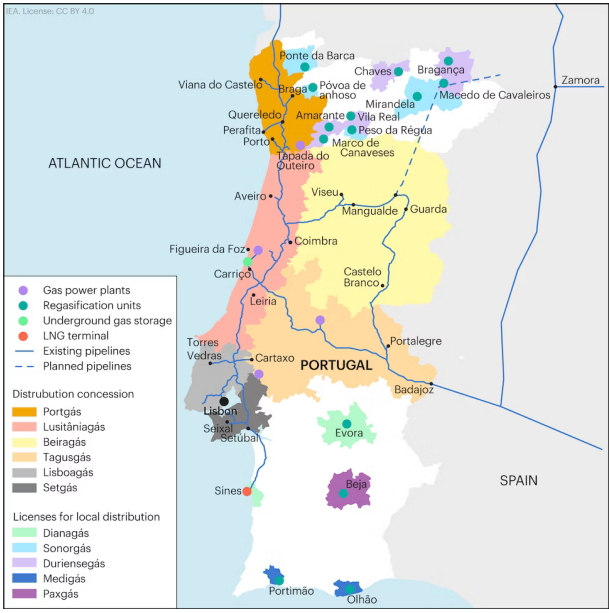 IEA. License: CC BY 4.0
Ponte da Barca
Chaves
Bragança
Viana do Castelo
Braga
Póvoa de
anhoso
Zamora
Macedo de Cavaleiros
Mirandela
Quereledo
Amarante
Vila Real
Perafita
Peso da Régua
Porto
Marco de
Canaveses
Tapada do
Outeiro
ATLANTIC OCEAN
Aveiro
Viseu
Mangualde
Guarda
Figueira da Foz
Coimbra
Carriço
Castelo
Branco
Leiria
Gas power plants
Regasification units
Underground gas storage
LNG terminal
Existing pipelines
Planned pipelines
Torres
Vedras
Cartaxo
Portalegre
PORTUGAL
Badajoz
Lisbon
Seixal
Setúbal
Evora
Sines
Beja
SPAIN
Portimão
Olhão
Distrubution concession
Portgás
Lusitâniagás
Beiragás
Tagusgás
Lisboagás
Setgás
Licenses for local distribution
Dianagás
Sonorgás
Duriensegás
Medigás
Paxgás